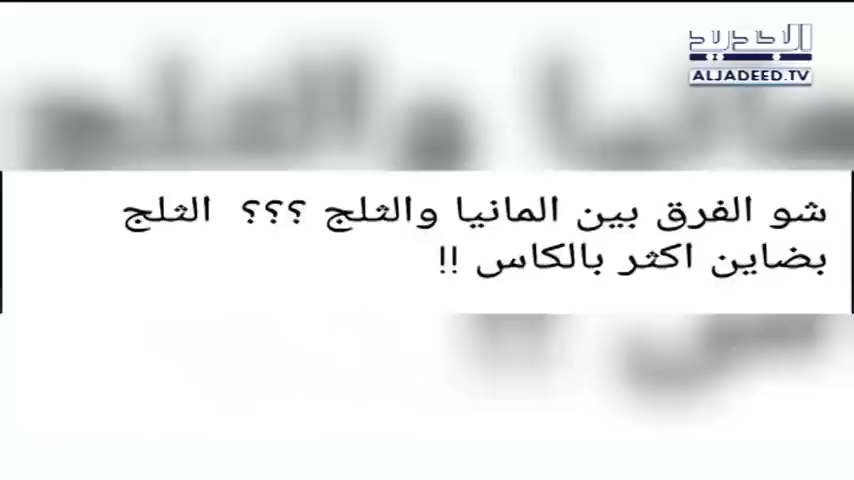 الجديد
ALJADEED.TV
شو الفرق بين المانيا والثلج ؟؟؟ الثلج
بضاين اكثر بالكاس !!